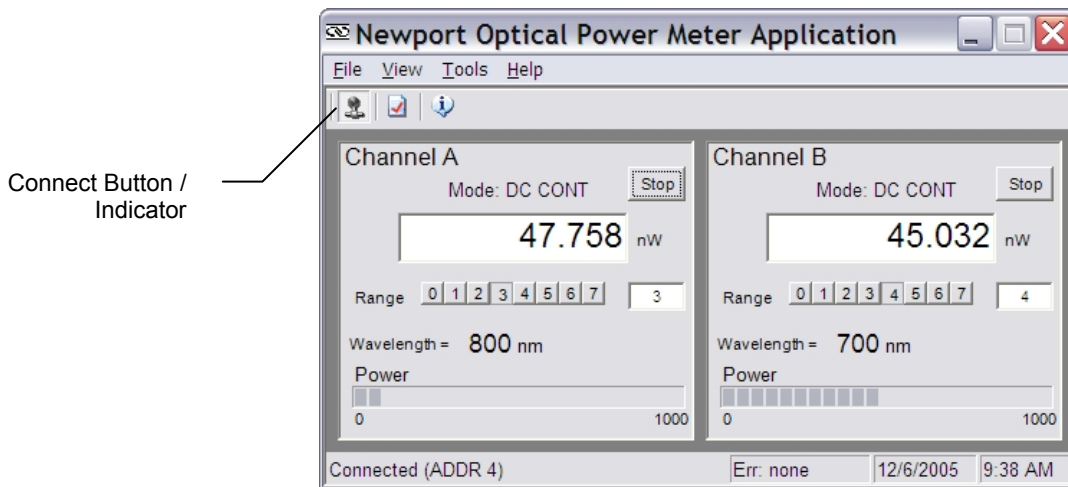 Newport Optical Power Meter Application
File View Tools Help
Connect Button /
Indicator
Channel A
Mode: DC CONT
Stop
47.758 nW
Range 0 1 2 3 4 5 6 7 3
Wavelength = 800 nm
Power
0 1000
Channel B
Mode: DC CONT
Stop
45.032 nW
Range 0 1 2 3 4 5 6 7 4
Wavelength = 700 nm
Power
0 1000
Connected (ADDR 4) Err: none 12/6/2005 9:38 AM